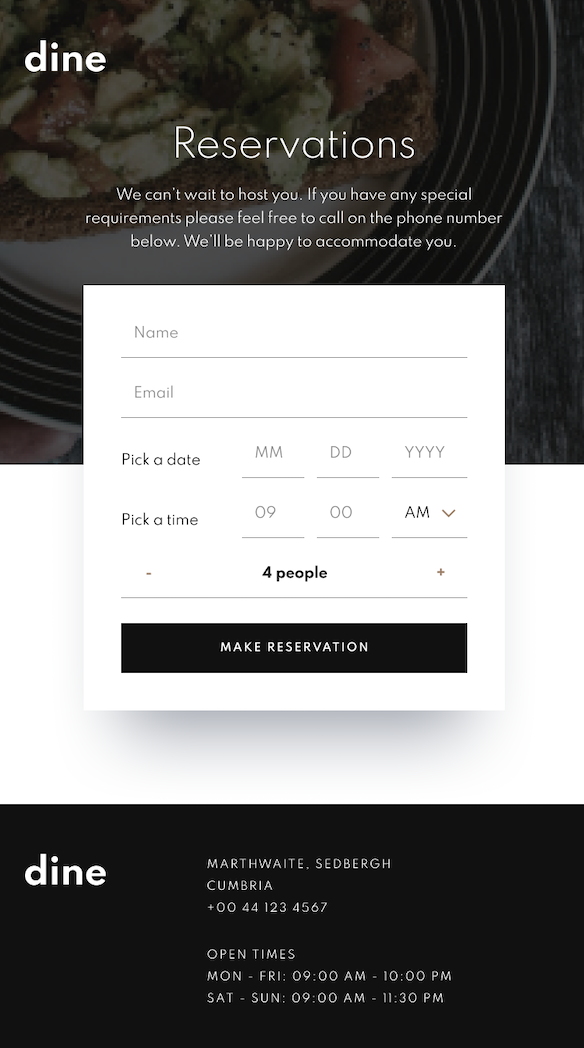 dine
Reservations
We can't wait to host you. If you have any special
requirements please feel free to call on the phone number
below. We'll be happy to accommodate you.
Name
Email
Pick a date MM DD YYYY
Pick a time 09 00 AM
- 4 people +
MAKE RESERVATION
dine
MARTHWAITE, SEDBERGH
CUMBRIA
+00 44 123 4567
OPEN TIMES
MON - FRI: 09:00 AM - 10:00 PM
SAT - SUN: 09:00 AM - 11:30 PM